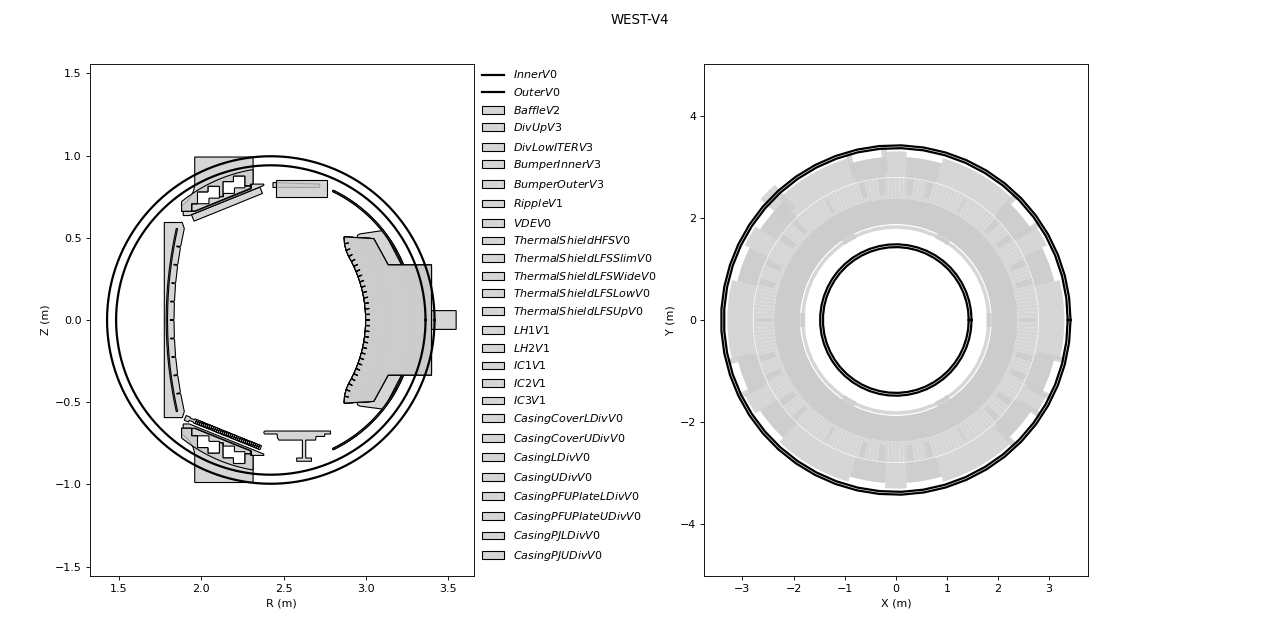 WEST-V4
1.5
1.0
0.5
0.0
−0.5
−1.0
−1.5
Z (m)
1.5 2.0 2.5 3.0 3.5
R (m)
InnerV0
OuterV0
BaffleV2
DivUpV3
DivLowITERV3
BumperInnerV3
BumperOuterV3
RippleV1
VDEV0
ThermalShieldHFSV0
ThermalShieldLFSSlimV0
ThermalShieldLFSWideV0
ThermalShieldLFSLowV0
ThermalShieldLFSUpV0
LH1V1
LH2V1
IC1V1
IC2V1
IC3V1
CasingCoverLDivV0
CasingCoverUDivV0
CasingLDivV0
CasingUDivV0
CasingPFUPlateLDivV0
CasingPFUPlateUDivV0
CasingPJLDivV0
CasingPJUDivV0
4
2
0
−2
−4
Y (m)
−3 −2 −1 0 1 2 3
X (m)